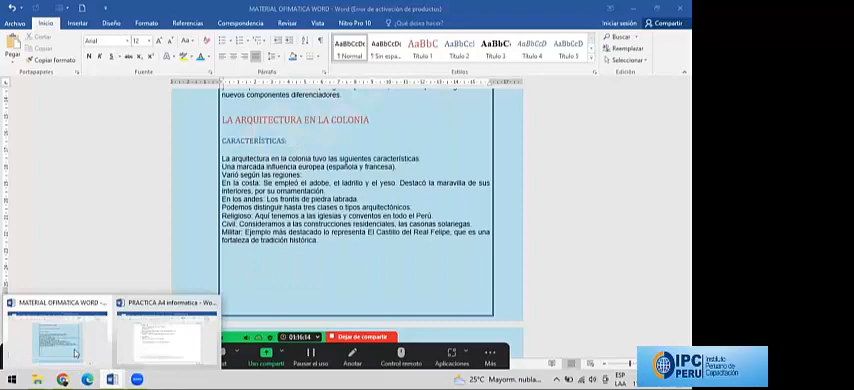 MATERIAL OFIMATICA WORD - Word (Error de activación de productos)
Archivo Inicio Insertar Diseño Formato Referencias Correspondencia Revisar Vista Nitro Pro 10 ¿Qué desea hacer? Iniciar sesión Compartir
Pegar
Cortar
Copiar
Copiar formato
Portapapeles
Arial 12
N K S
Fuente
Párrafo
AaBbCcDc AaBbCcDc AaBbC AaBbCcI AaBbC AaBbCcD AaBbCcD
¶ Normal ¶ Sin espa... Título 1 Título 2 Título 3 Título 4 Título 5
Estilos
Buscar
Reemplazar
Seleccionar
Edición
nuevos componentes diferenciadores.
LA ARQUITECTURA EN LA COLONIA
CARACTERÍSTICAS:
La arquitectura en la colonia tuvo las siguientes características.
Una marcada influencia europea (española y francesa).
Varió según las regiones:
En la costa: Se empleó el adobe, el ladrillo y el yeso. Destacó la maravilla de sus
interiores, por su ornamentación.
En los andes: Los frontis de piedra labrada.
Podemos distinguir hasta tres clases o tipos arquitectónicos:
Religioso: Aquí tenemos a las iglesias y conventos en todo el Perú.
Civil: Consideramos a las construcciones residenciales, las casonas solariegas.
Militar: Ejemplo más destacado lo representa El Castillo del Real Felipe, que es una
fortaleza de tradición histórica.
MATERIAL OFIMATICA WORD -... PRACTICA A4 informatica - Wo...
01:16:14 Dejar de compartir
Uso comparti Pausar el uso Anotar Control remoto Aplicaciones Más
25°C Mayorm. nubla... ESP
LAA
IPC
PERÚ
Instituto
Peruano de
Capacitación